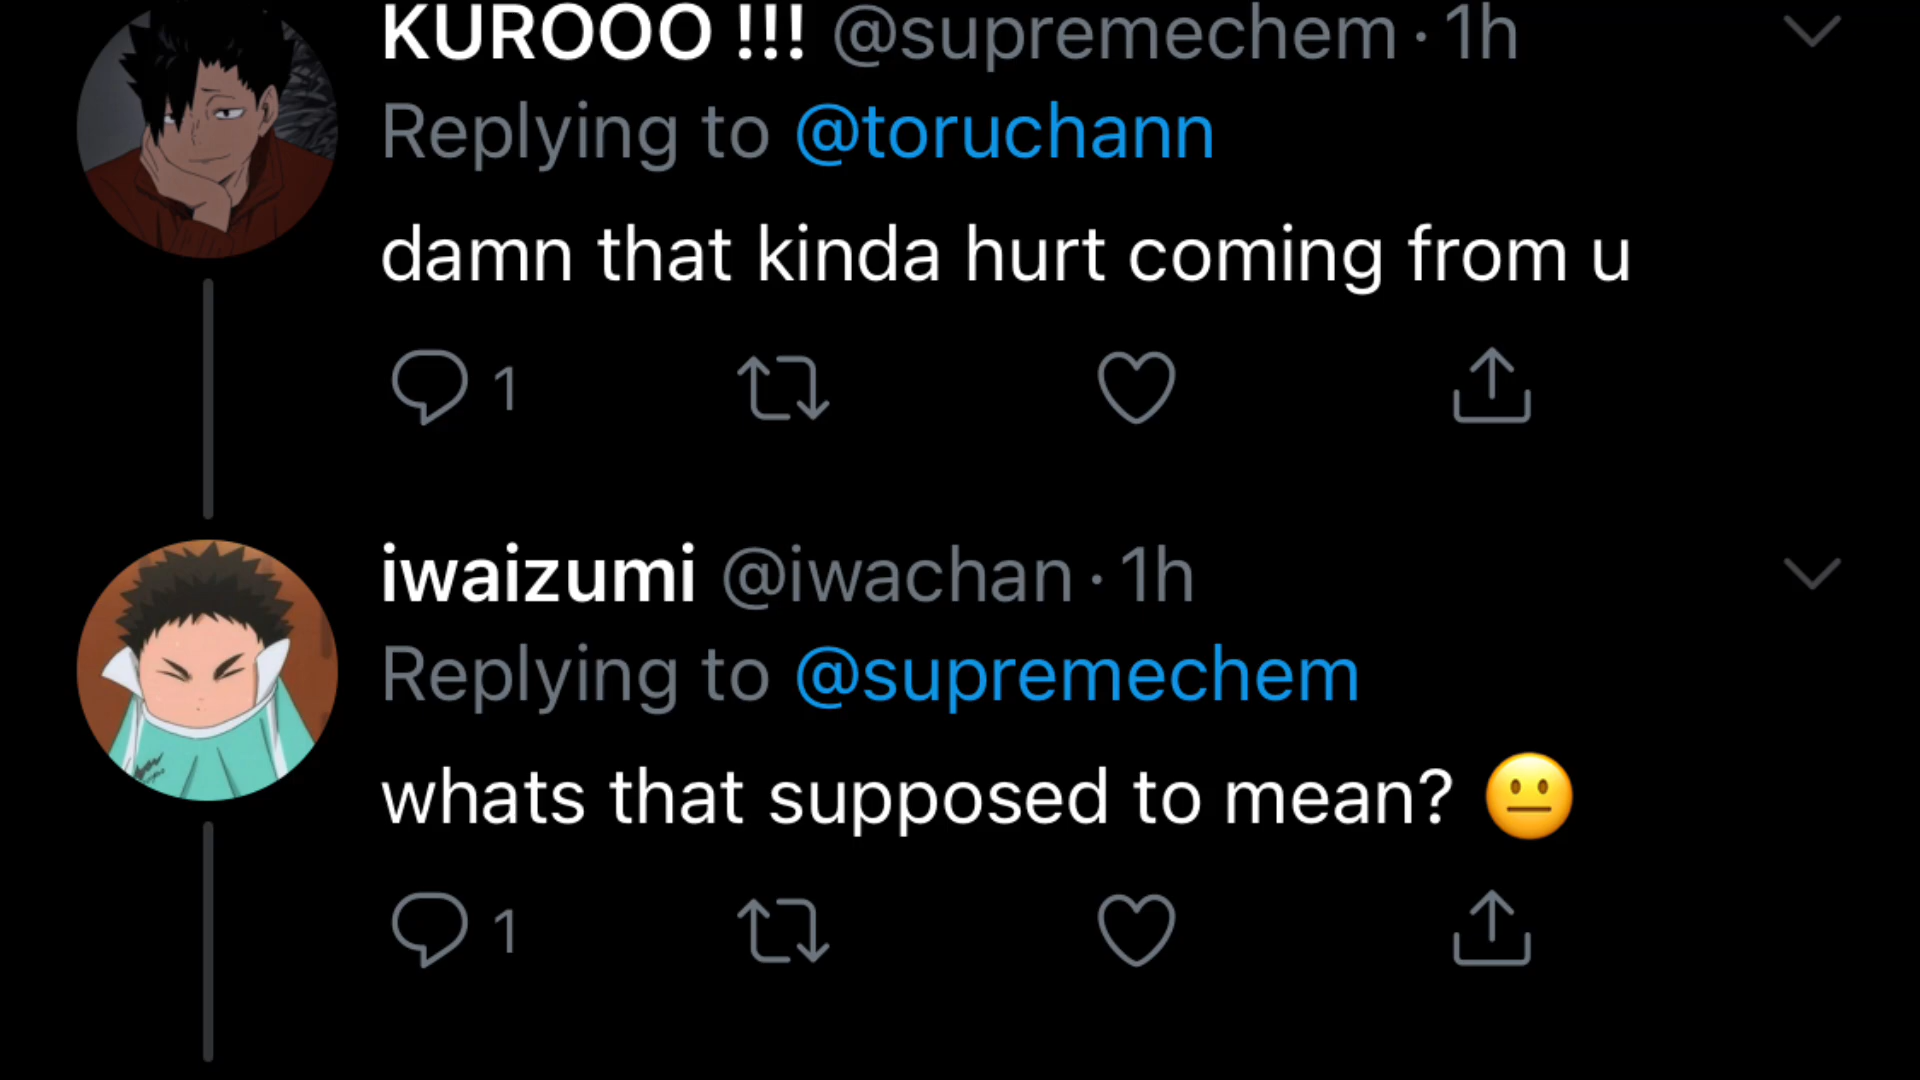 KUROOO !!! @supremechem · 1h
Replying to @toruchann
damn that kinda hurt coming from u
1
iwaizumi @iwachan · 1h
Replying to @supremechem
whats that supposed to mean? 😐
1